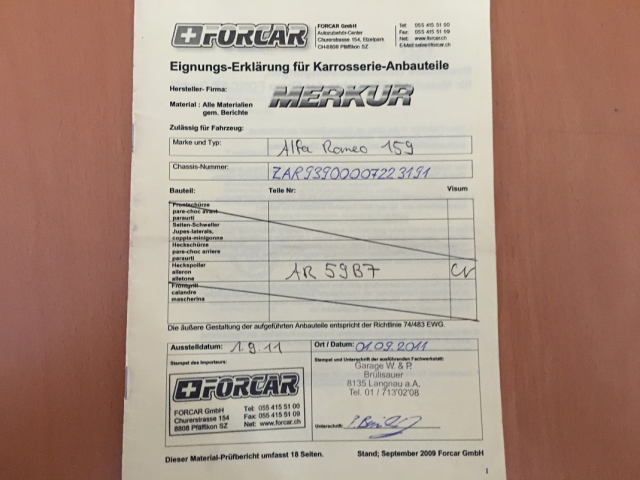 FORCAR
FORCAR GmbH
Autozubehör-Center
Churerstrasse 154, Etzelpark
CH-8808 Pfäffikon SZ
Tel: 055 415 51 00
Fax: 055 415 51 09
Net: www.forcar.ch
E-Mail:
Eignungs-Erklärung für Karrosserie-Anbauteile
Hersteller- Firma:
MERKUR
Material : Alle Materialien
gem. Berichte
Zulässig für Fahrzeug:
Marke und Typ:
Alfa Romeo 159
Chassis-Nummer:
ZAR93900007223191
Bauteil: Teile Nr: Visum
Frontschürze
pare-choc avant
paraurti
Seiten-Schweller
Jupes-laterals,
coppia-minigonne
Heckschürze
pare-choc arriere
paraurti
Heckspoiler
aileron
alletone
AR 59B7
Frontgrill
calandre
mascherina
Die äußere Gestaltung der aufgeführten Anbauteile entspricht der Richtlinie 74/483 EWG.
Ausstelldatum: 1.9.11
Ort / Datum: 01.09.2011
Stempel des Importeurs:
Stempel und Unterschrift der ausführenden Fachwerkstatt:
FORCAR
FORCAR GmbH
Churerstrasse 154
8808 Pfäffikon SZ
Tel: 055 415 51 00
Fax: 055 415 51 09
Net: www.forcar.ch
Garage W. & P.
Brülisauer
8135 Langnau a.A.
Tel. 01 / 713'02'08
Unterschrift:
Dieser Material-Prüfbericht umfasst 18 Seiten.
Stand; September 2009 Forcar GmbH
1